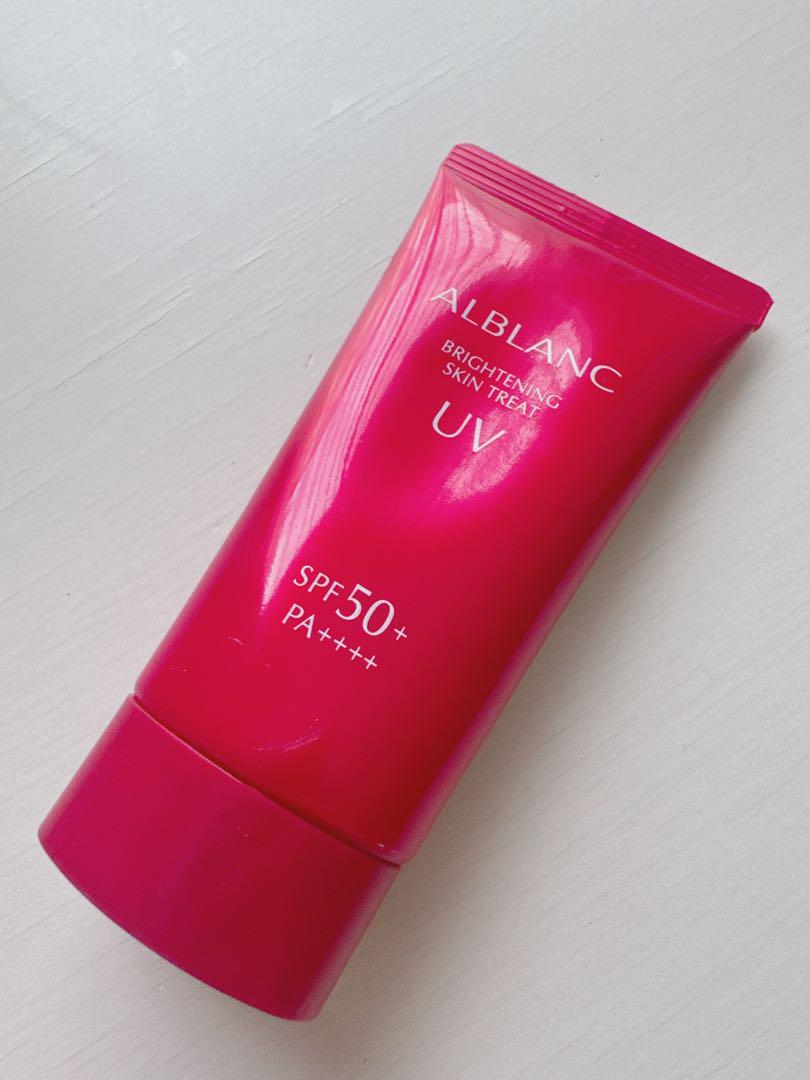 ALBLANC
BRIGHTENING
SKIN TREAT
UV
SPF50+
PA++++